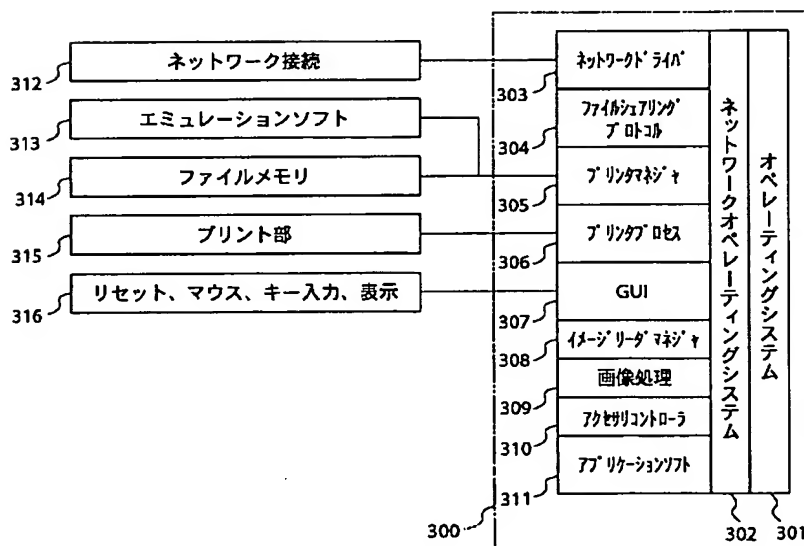 ネットワーク接続
312
エミュレーションソフト
313
ファイルメモリ
314
プリント部
315
リセット、マウス、キー入力、表示
316
ネットワークドライバ
303
ファイルシェアリング
プロトコル
304
プリンタマネジャ
305
プリンタプロセス
306
GUI
307
イメージリーダマネジャ
308
画像処理
309
アクセサリコントローラ
310
アプリケーションソフト
311
ネットワークオペレーティングシステム
オペレーティングシステム
300
302
301